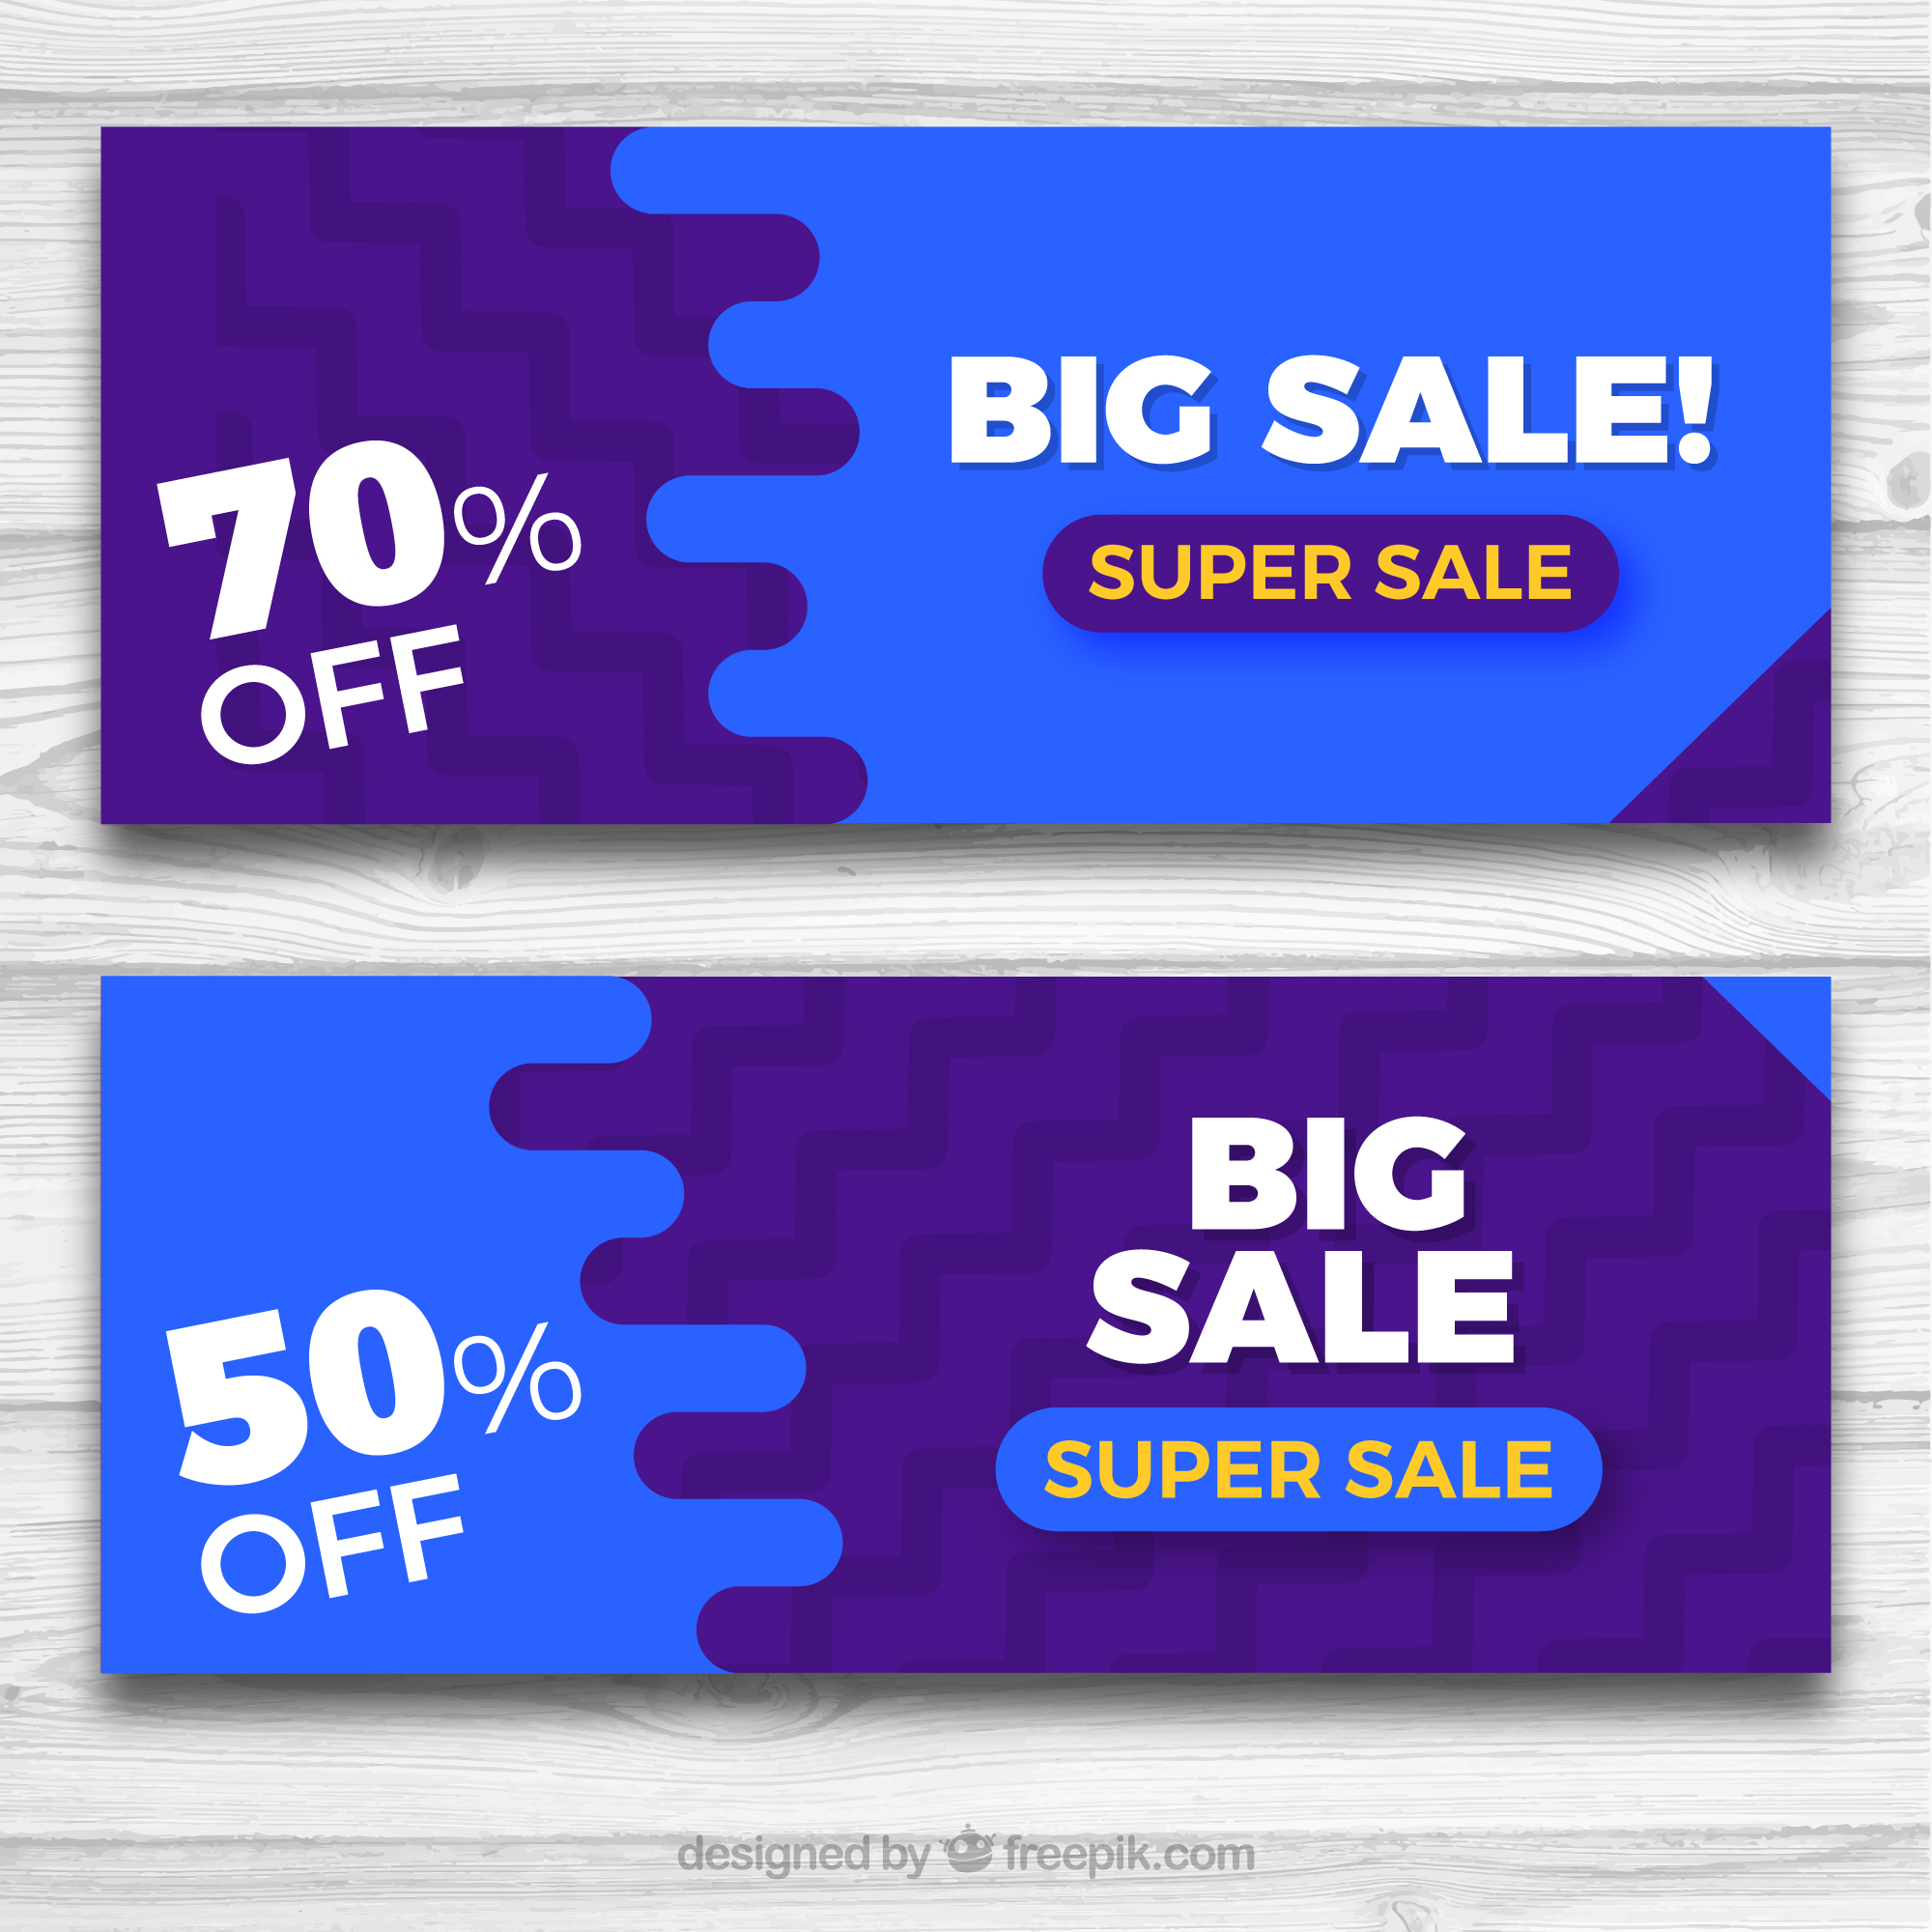 70%
OFF
BIG SALE!
SUPER SALE
50%
OFF
BIG
SALE
SUPER SALE
designed by freepik.com